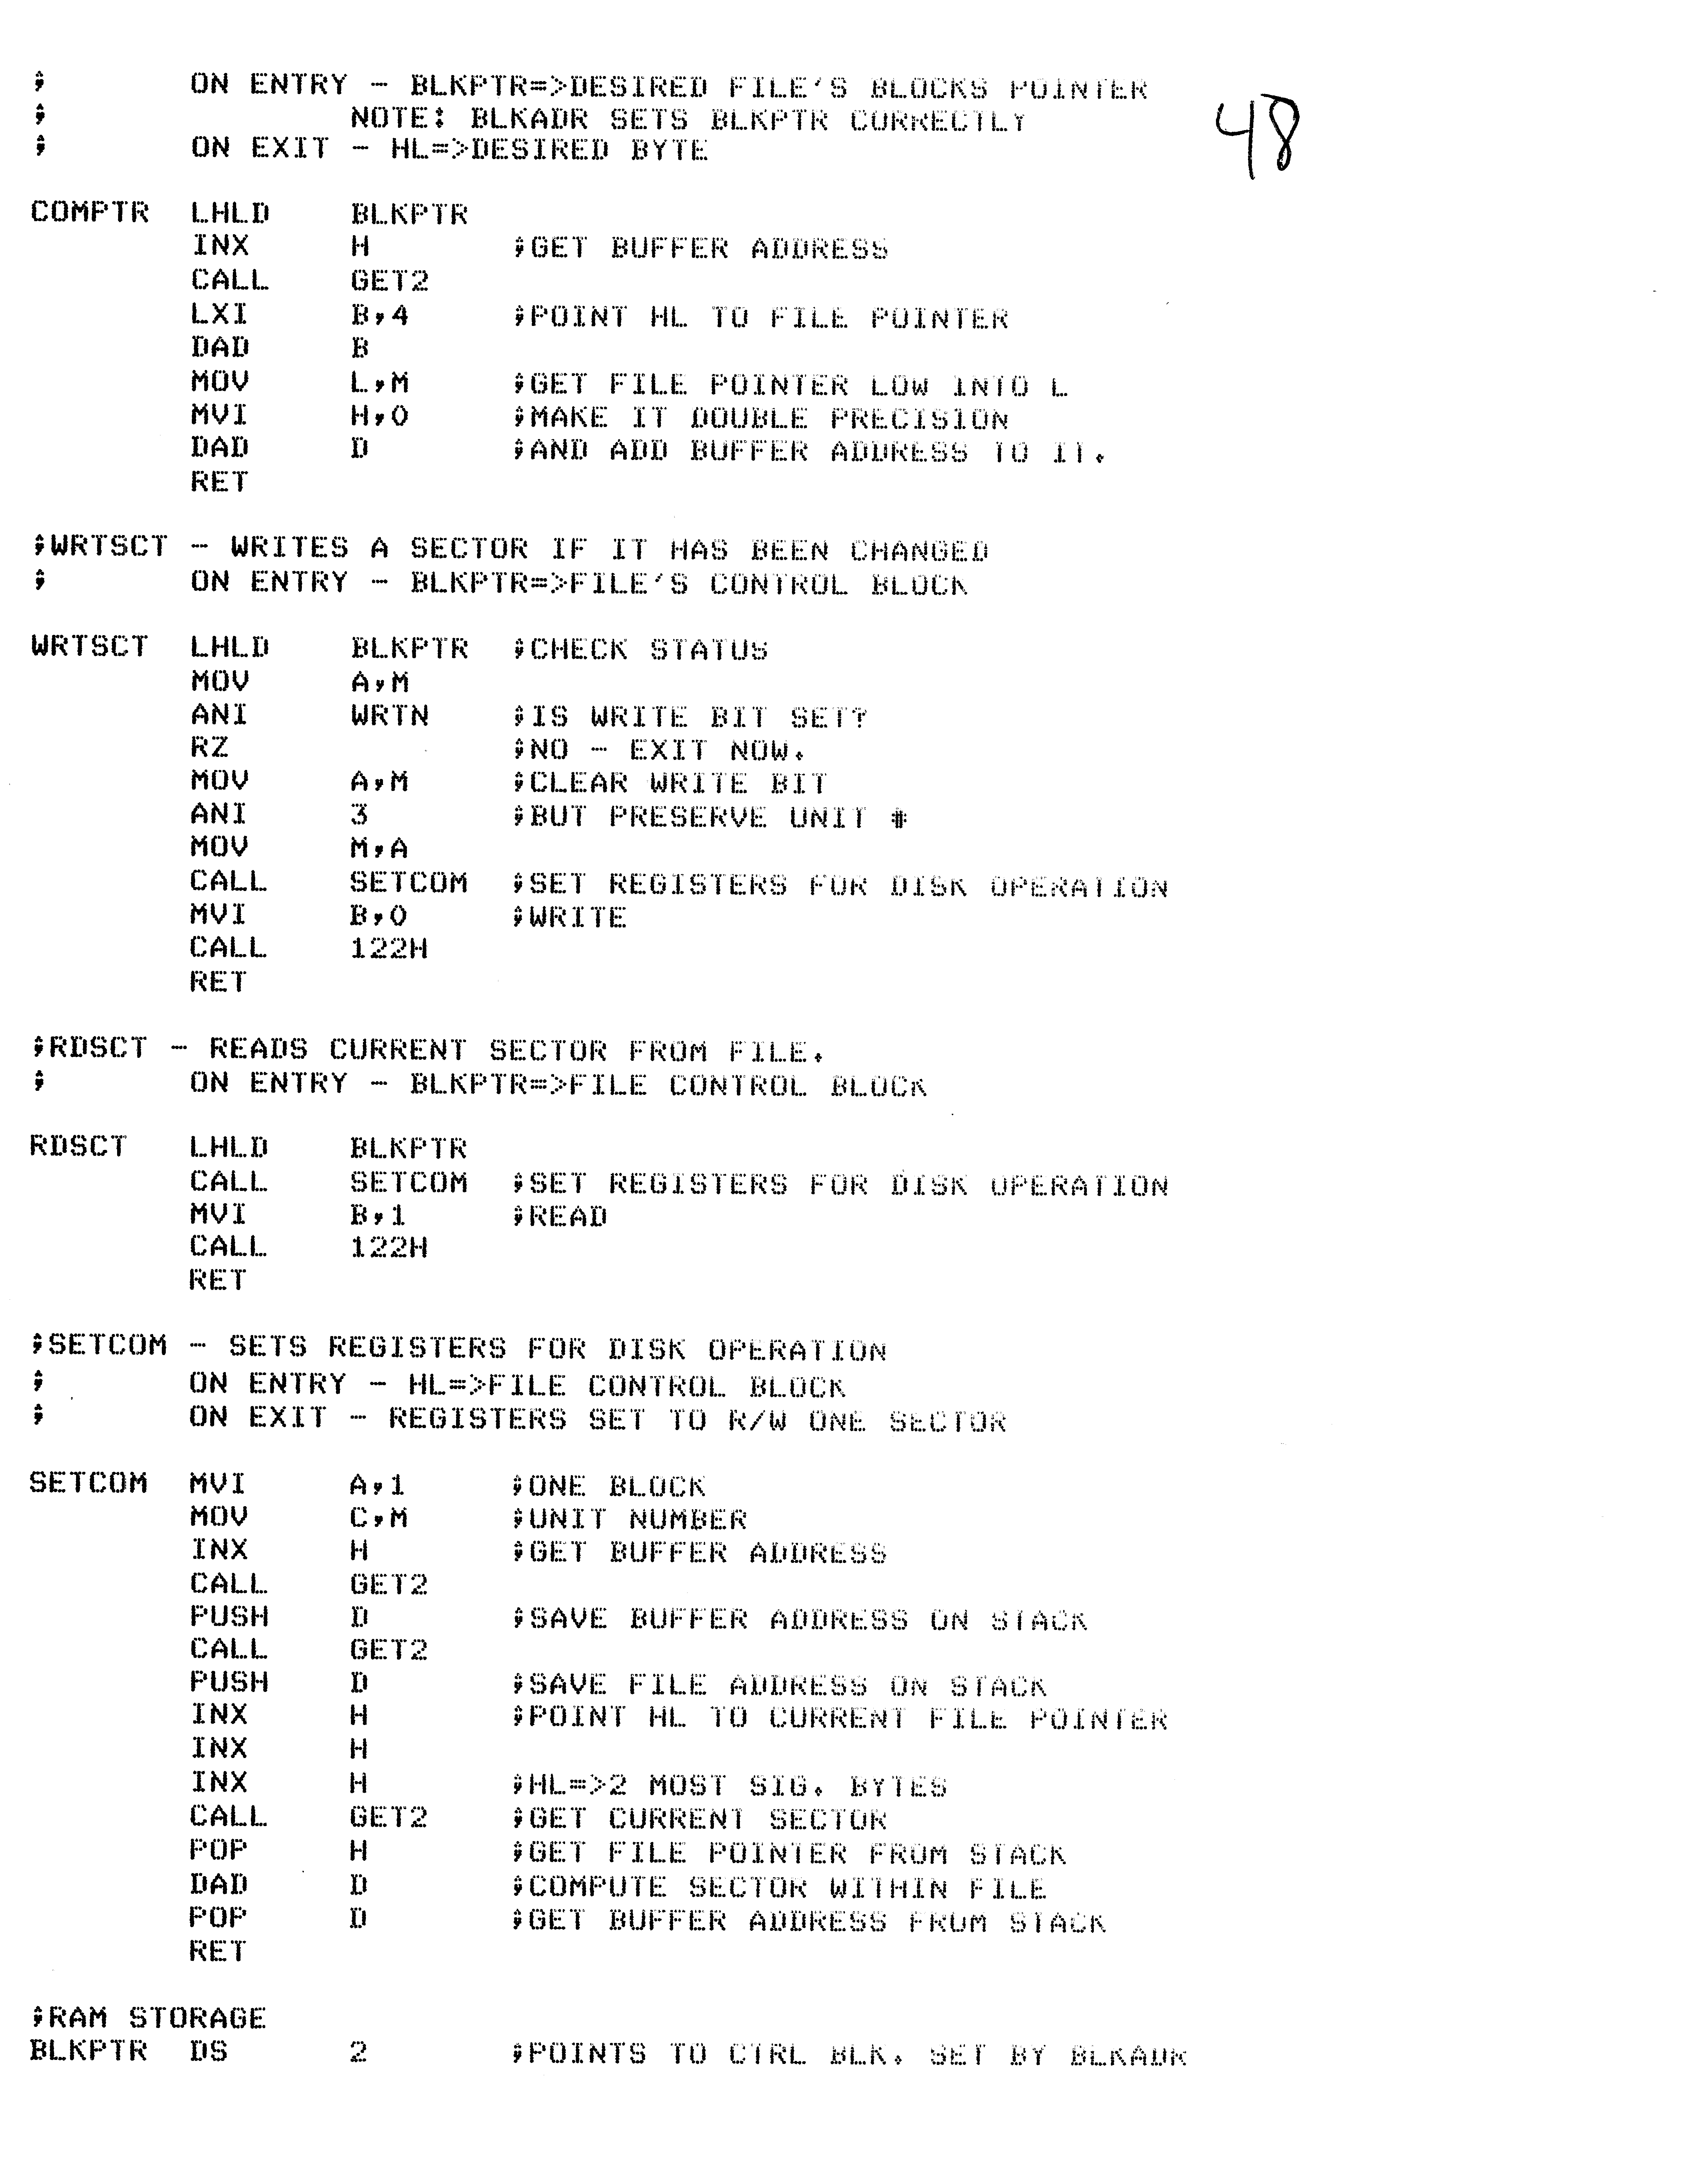 ;       ON ENTRY - BLKPTR=>DESIRED FILE'S BLOCKS POINTER
;               NOTE: BLKADR SETS BLKPTR CORRECTLY
48
;       ON EXIT - HL=>DESIRED BYTE
COMPTR  LHLD    BLKPTR
        INX     H       ;GET BUFFER ADDRESS
        CALL    GET2
        LXI     B,4     ;POINT HL TO FILE POINTER
        DAD     B
        MOV     L,M     ;GET FILE POINTER LOW INTO L
        MVI     H,0     ;MAKE IT DOUBLE PRECISION
        DAD     D       ;AND ADD BUFFER ADDRESS TO IT.
        RET
;WRTSCT - WRITES A SECTOR IF IT HAS BEEN CHANGED
;       ON ENTRY - BLKPTR=>FILE'S CONTROL BLOCK
WRTSCT  LHLD    BLKPTR  ;CHECK STATUS
        MOV     A,M
        ANI     WRTN    ;IS WRITE BIT SET?
        RZ              ;NO - EXIT NOW.
        MOV     A,M     ;CLEAR WRITE BIT
        ANI     3       ;BUT PRESERVE UNIT #
        MOV     M,A
        CALL    SETCOM  ;SET REGISTERS FOR DISK OPERATION
        MVI     B,0     ;WRITE
        CALL    122H
        RET
;RDSCT - READS CURRENT SECTOR FROM FILE.
;       ON ENTRY - BLKPTR=>FILE CONTROL BLOCK
RDSCT   LHLD    BLKPTR
        CALL    SETCOM  ;SET REGISTERS FOR DISK OPERATION
        MVI     B,1     ;READ
        CALL    122H
        RET
;SETCOM - SETS REGISTERS FOR DISK OPERATION
;       ON ENTRY - HL=>FILE CONTROL BLOCK
;       ON EXIT - REGISTERS SET TO R/W ONE SECTOR
SETCOM  MVI     A,1     ;ONE BLOCK
        MOV     C,M     ;UNIT NUMBER
        INX     H       ;GET BUFFER ADDRESS
        CALL    GET2
        PUSH    D       ;SAVE BUFFER ADDRESS ON STACK
        CALL    GET2
        PUSH    D       ;SAVE FILE ADDRESS ON STACK
        INX     H       ;POINT HL TO CURRENT FILE POINTER
        INX     H
        INX     H       ;HL=>2 MOST SIG. BYTES
        CALL    GET2    ;GET CURRENT SECTOR
        POP     H       ;GET FILE POINTER FROM STACK
        DAD     D       ;COMPUTE SECTOR WITHIN FILE
        POP     D       ;GET BUFFER ADDRESS FROM STACK
        RET
;RAM STORAGE
BLKPTR  DS      2       ;POINTS TO CTRL BLK. SET BY BLKADR